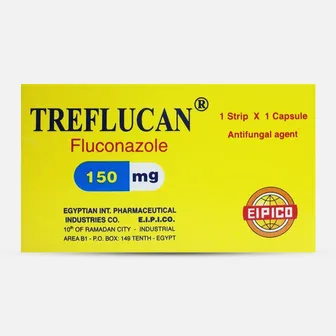 TREFLUCAN®
Fluconazole
150 mg
1 Strip X 1 Capsule
Antifungal agent
EGYPTIAN INT. PHARMACEUTICAL
INDUSTRIES CO. E.I.P.I.CO.
10th OF RAMADAN CITY - INDUSTRIAL
AREA B1 - P.O. BOX: 149 TENTH - EGYPT
EIPICO